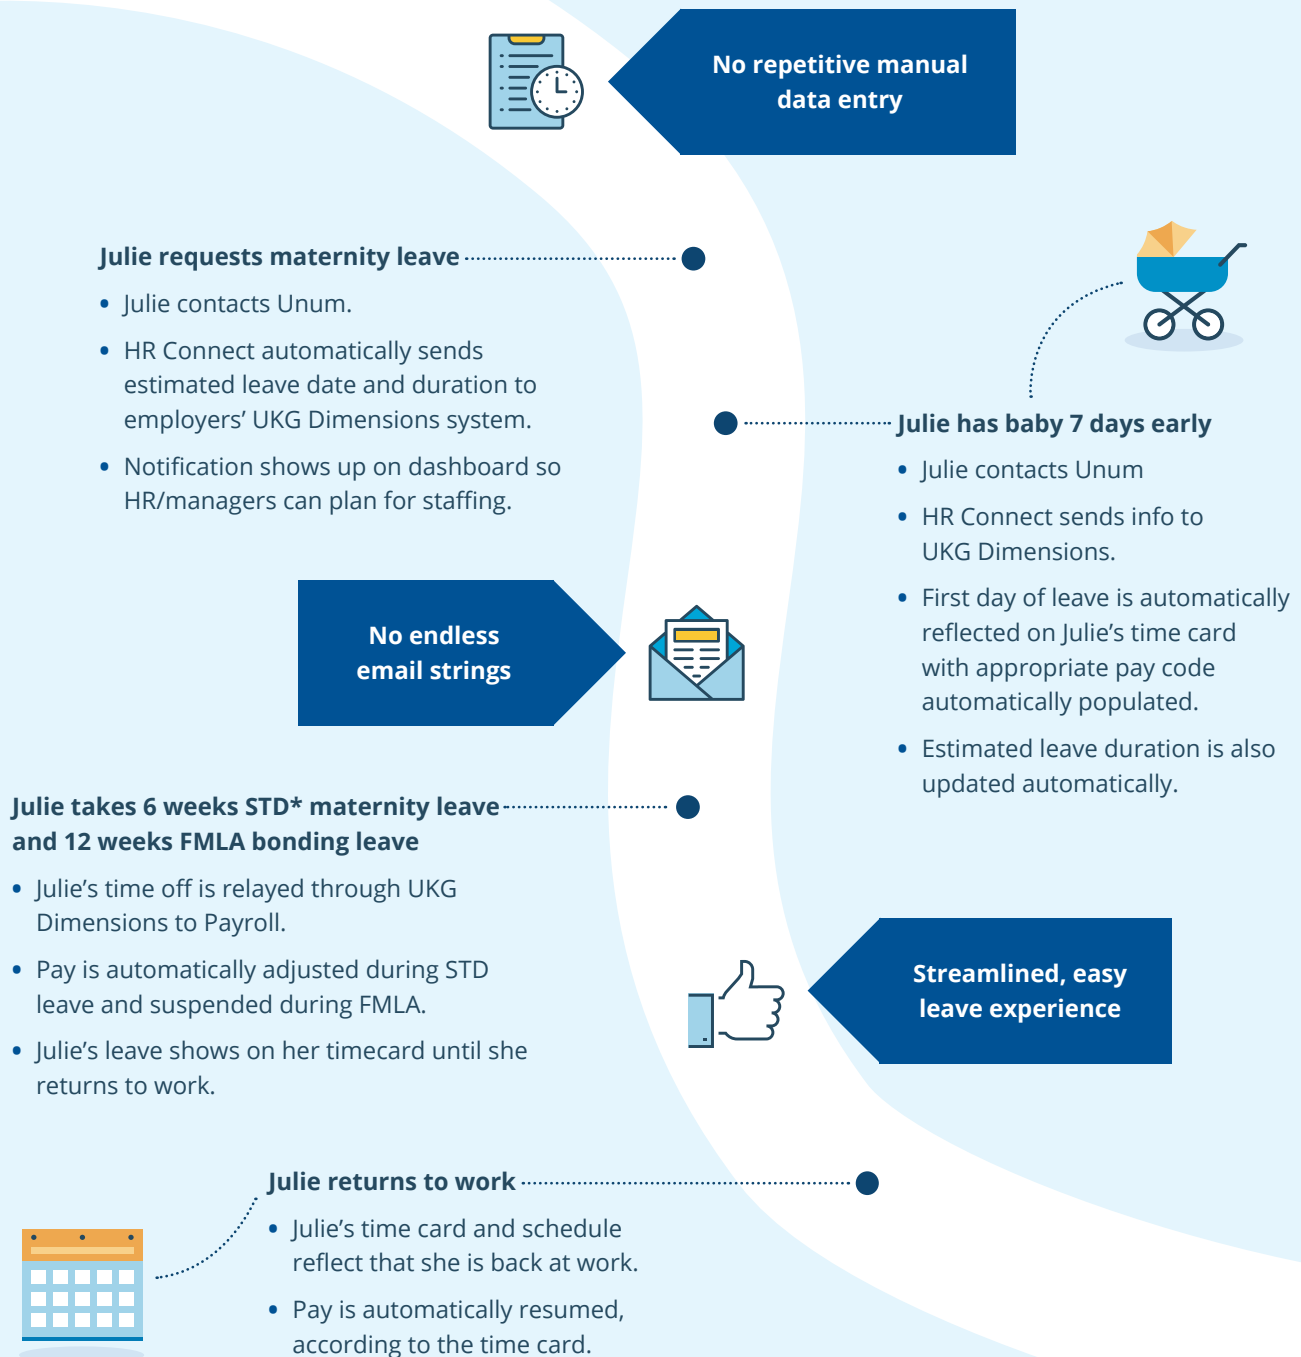 No repetitive manual
data entry
Julie requests maternity leave
• Julie contacts Unum.
• HR Connect automatically sends
estimated leave date and duration to
employers’ UKG Dimensions system.
• Notification shows up on dashboard so
HR/managers can plan for staffing.
Julie has baby 7 days early
• Julie contacts Unum
• HR Connect sends info to
UKG Dimensions.
• First day of leave is automatically
reflected on Julie’s time card
with appropriate pay code
automatically populated.
• Estimated leave duration is also
updated automatically.
No endless
email strings
Julie takes 6 weeks STD* maternity leave
and 12 weeks FMLA bonding leave
• Julie’s time off is relayed through UKG
Dimensions to Payroll.
• Pay is automatically adjusted during STD
leave and suspended during FMLA.
• Julie’s leave shows on her timecard until she
returns to work.
Streamlined, easy
leave experience
Julie returns to work
• Julie’s time card and schedule
reflect that she is back at work.
• Pay is automatically resumed,
according to the time card.